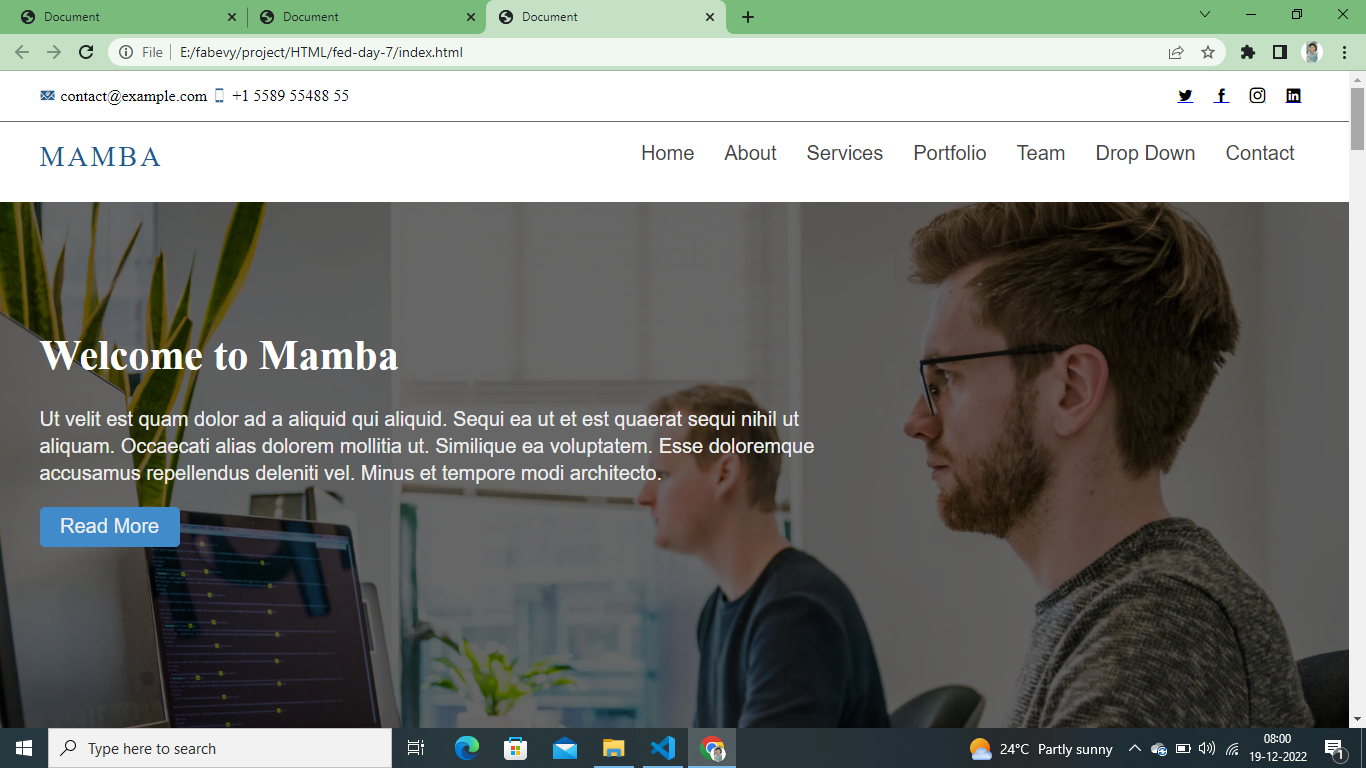 Document
Document
Document
File
E:/fabevy/project/HTML/fed-day-7/index.html
contact@example.com +1 5589 55488 55
MAMBA
Home About Services Portfolio Team Drop Down Contact
Welcome to Mamba
Ut velit est quam dolor ad a aliquid qui aliquid. Sequi ea ut et est quaerat sequi nihil ut
aliquam. Occaecati alias dolorem mollitia ut. Similique ea voluptatem. Esse doloremque
accusamus repellendus deleniti vel. Minus et tempore modi architecto.
Read More
Type here to search
24°C Partly sunny
08:00
19-12-2022
1